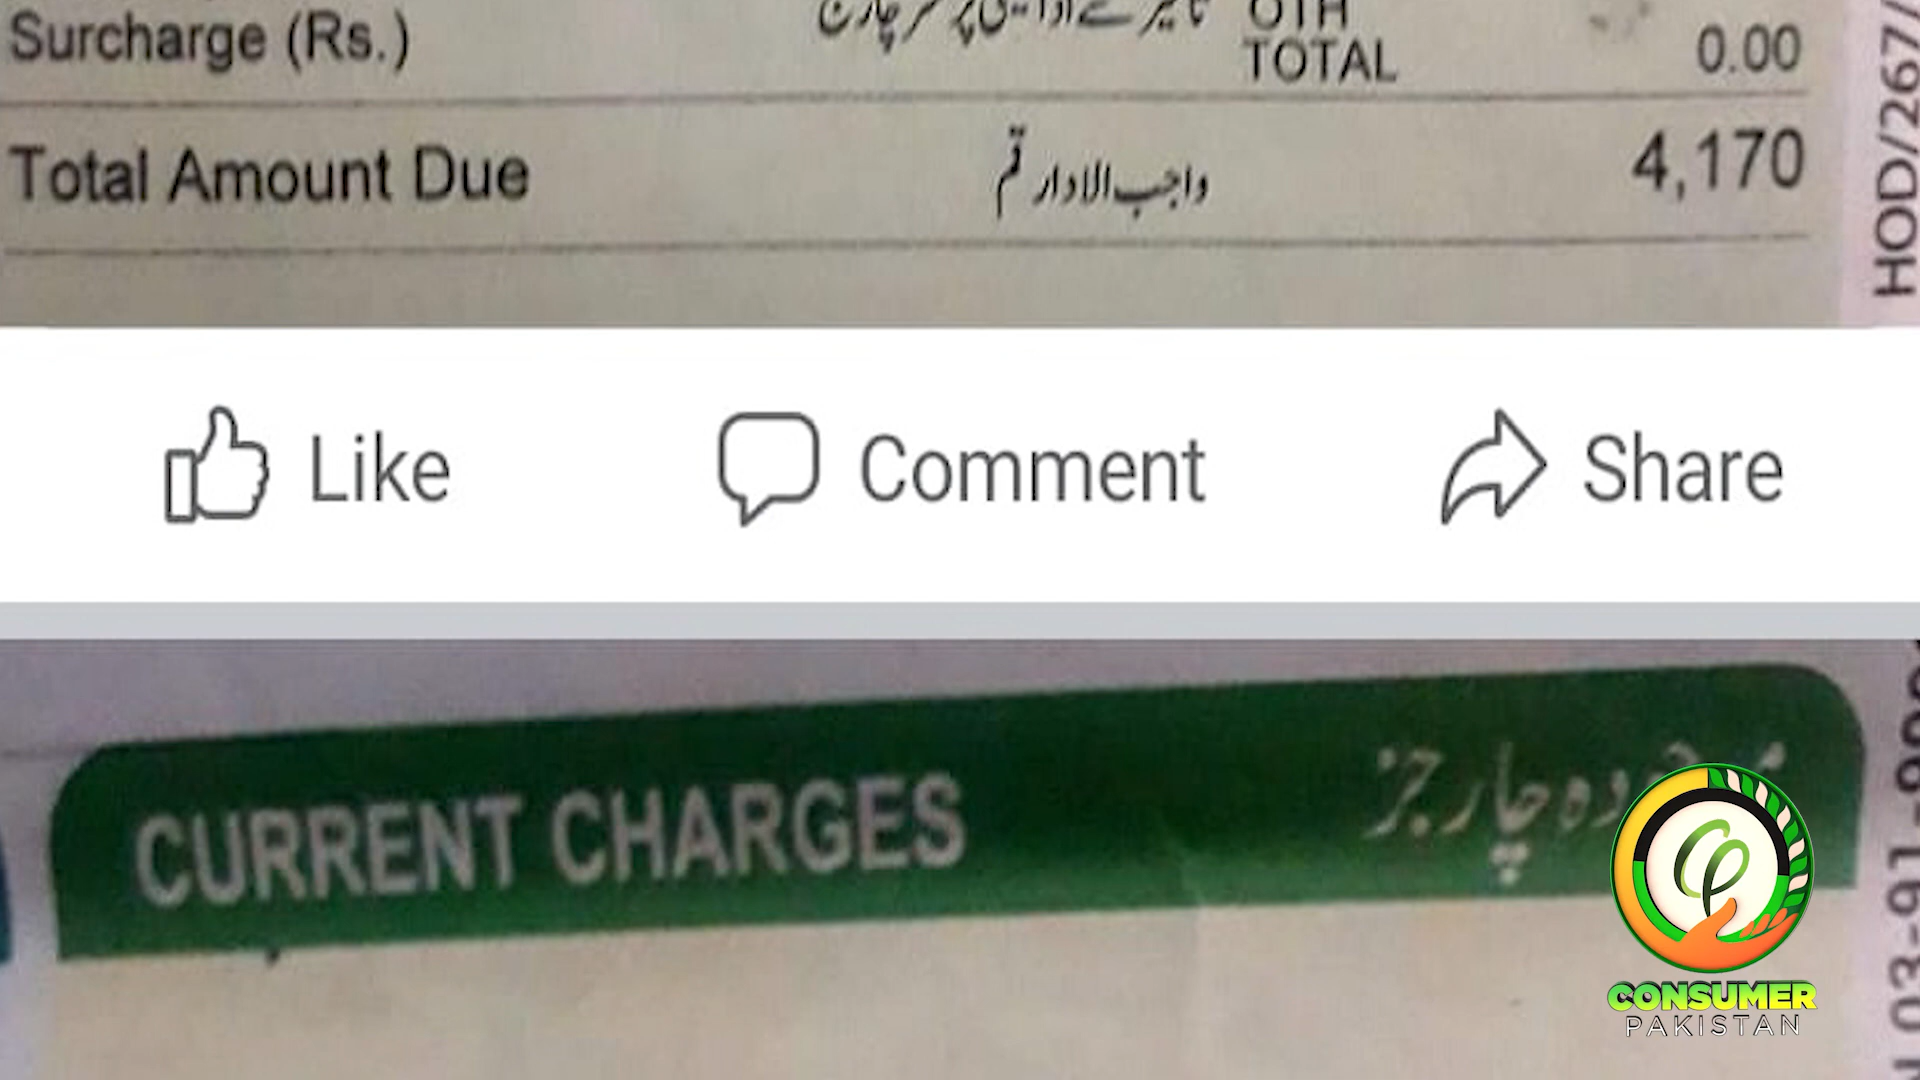 Surcharge (Rs.)
TOTAL
0.00
Total Amount Due
واجب الادا رقم
4,170
HOD/267/
Like
Comment
Share
CURRENT CHARGES
موجودہ چارجز
CONSUMER
PAKISTAN